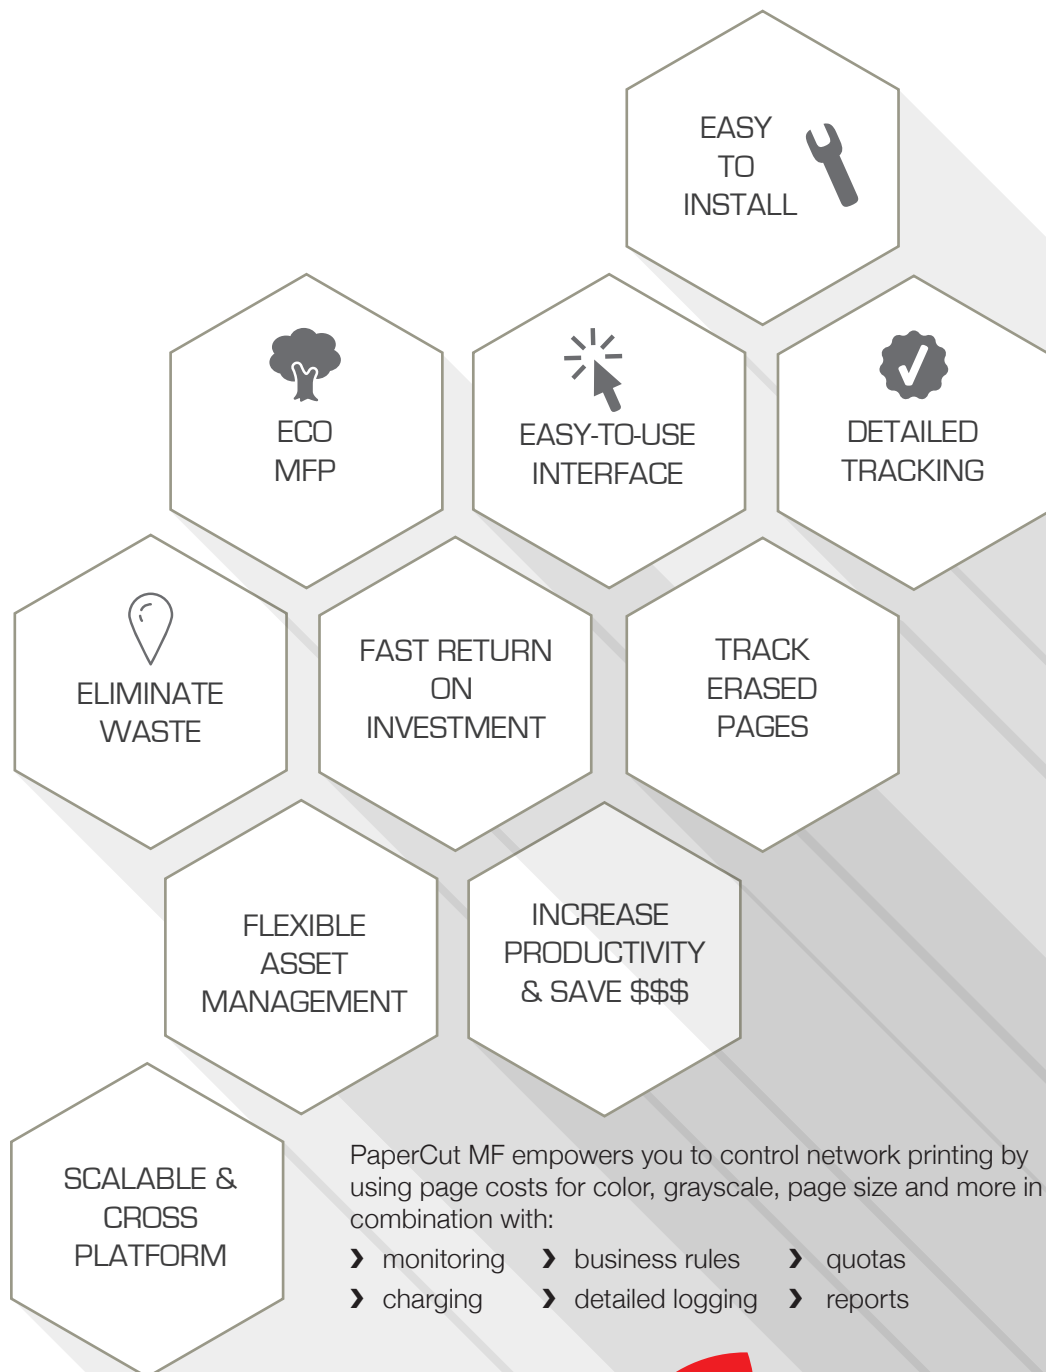 EASY
TO
INSTALL
ECO
MFP
EASY-TO-USE
INTERFACE
DETAILED
TRACKING
ELIMINATE
WASTE
FAST RETURN
ON
INVESTMENT
TRACK
ERASED
PAGES
FLEXIBLE
ASSET
MANAGEMENT
INCREASE
PRODUCTIVITY
& SAVE $$$
SCALABLE &
CROSS
PLATFORM
PaperCut MF empowers you to control network printing by
using page costs for color, grayscale, page size and more in
combination with:
› monitoring › business rules › quotas
› charging › detailed logging › reports